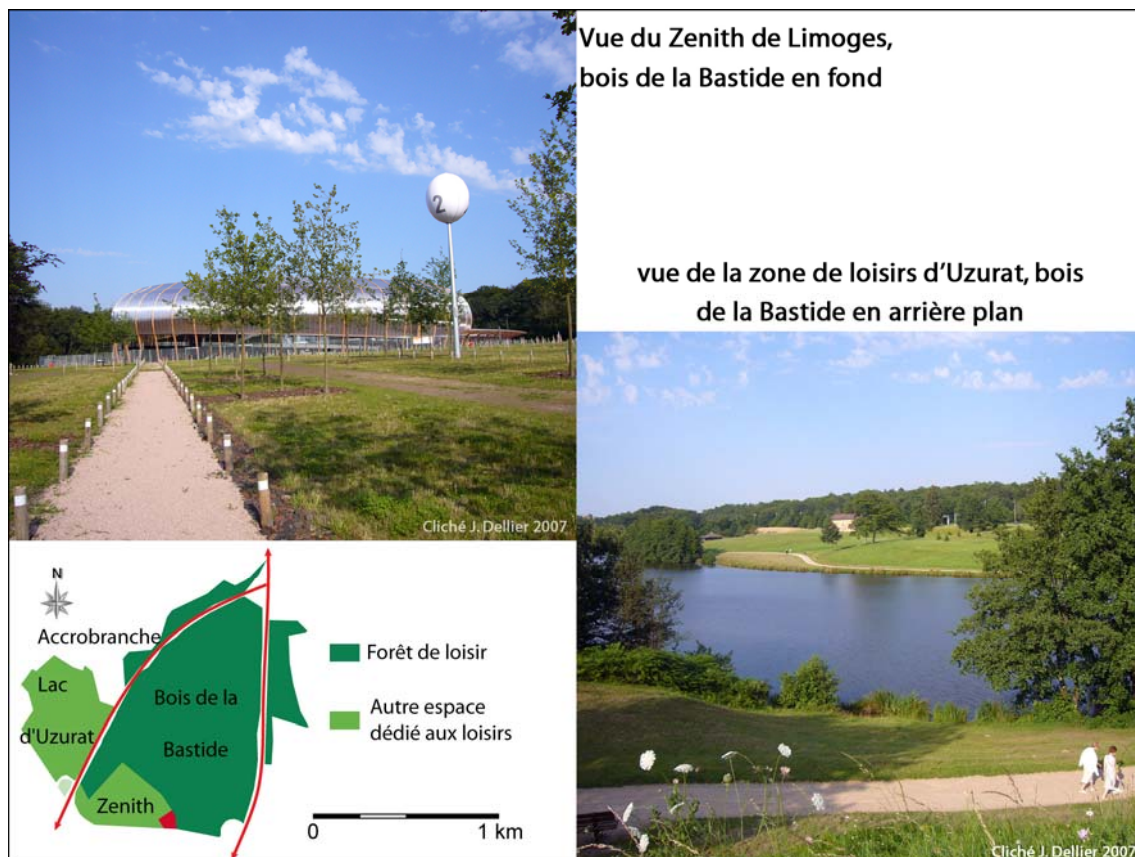 Vue du Zenith de Limoges,
bois de la Bastide en fond
2
Cliché J. Dellier 2007
vue de la zone de loisirs d'Uzurat, bois
de la Bastide en arrière plan
Cliché J. Dellier 2007
N
Accrobranche
Lac
d'Uzurat
Bois de la
Bastide
Zenith
Forêt de loisir
Autre espace
dédié aux loisirs
0 1 km